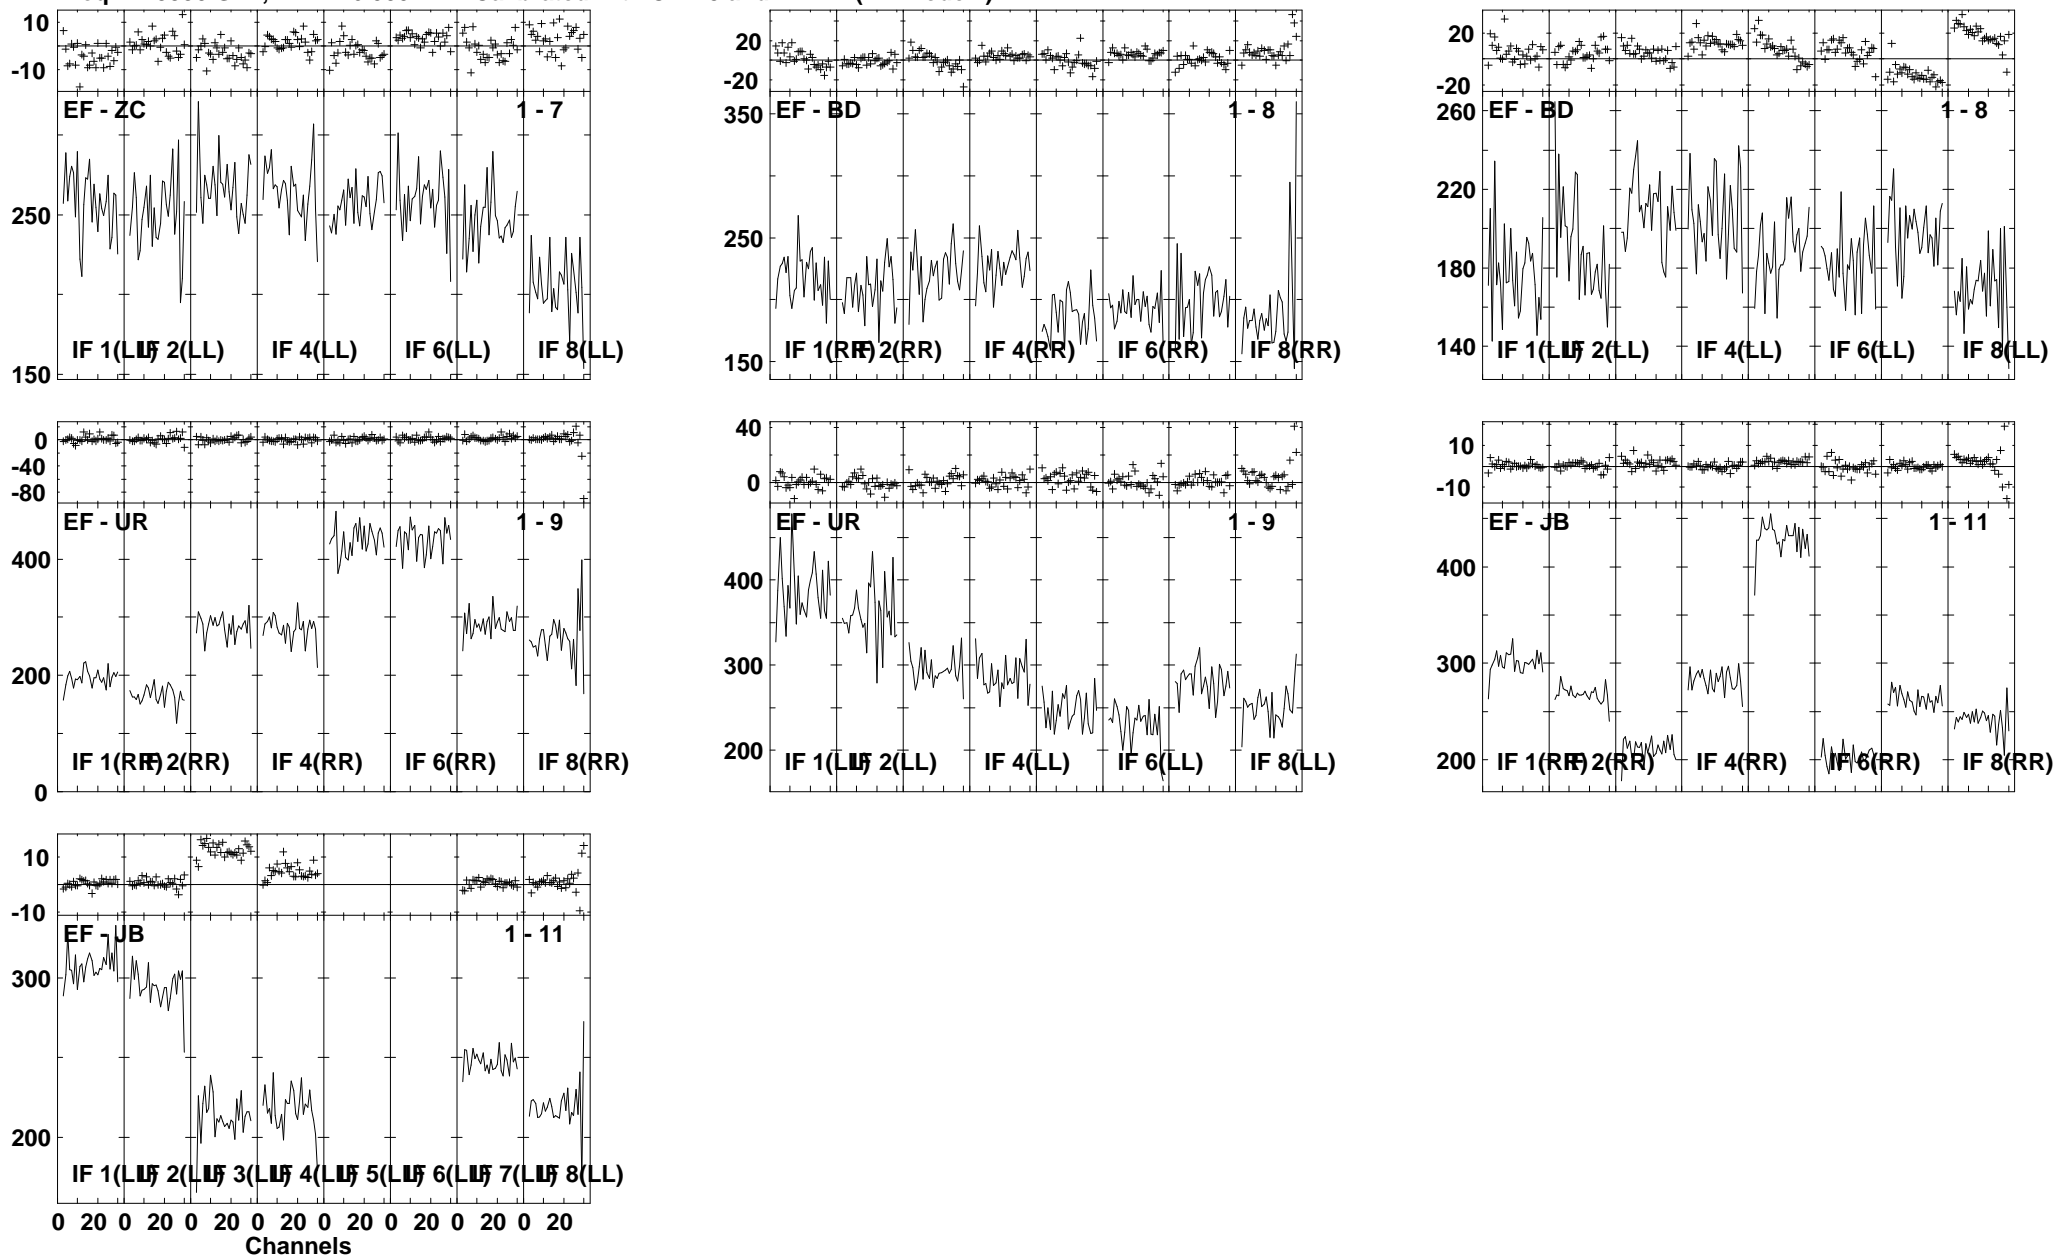 10
-10
EF - ZC 1 - 7
250
150
IF 1(LL) IF 2(LL) IF 4(LL) IF 6(LL) IF 8(LL)
20
-20
EF - BD 1 - 8
350
250
150
IF 1(RR) IF 2(RR) IF 4(RR) IF 6(RR) IF 8(RR)
20
-20
EF - BD 1 - 8
260
220
180
140
IF 1(LL) IF 2(LL) IF 4(LL) IF 6(LL) IF 8(LL)
0
-40
-80
EF - UR 1 - 9
400
200
0
IF 1(RR) IF 2(RR) IF 4(RR) IF 6(RR) IF 8(RR)
40
0
EF - UR 1 - 9
400
300
200
IF 1(LL) IF 2(LL) IF 4(LL) IF 6(LL) IF 8(LL)
10
-10
EF - JB 1 - 11
400
300
200
IF 1(RR) IF 2(RR) IF 4(RR) IF 6(RR) IF 8(RR)
10
-10
EF - JB 1 - 11
300
200
IF 1(LL) IF 2(LL) IF 3(LL) IF 4(LL) IF 5(LL) IF 6(LL) IF 7(LL) IF 8(LL)
0 20 0 20 0 20 0 20 0 20 0 20 0 20 0 20
Channels